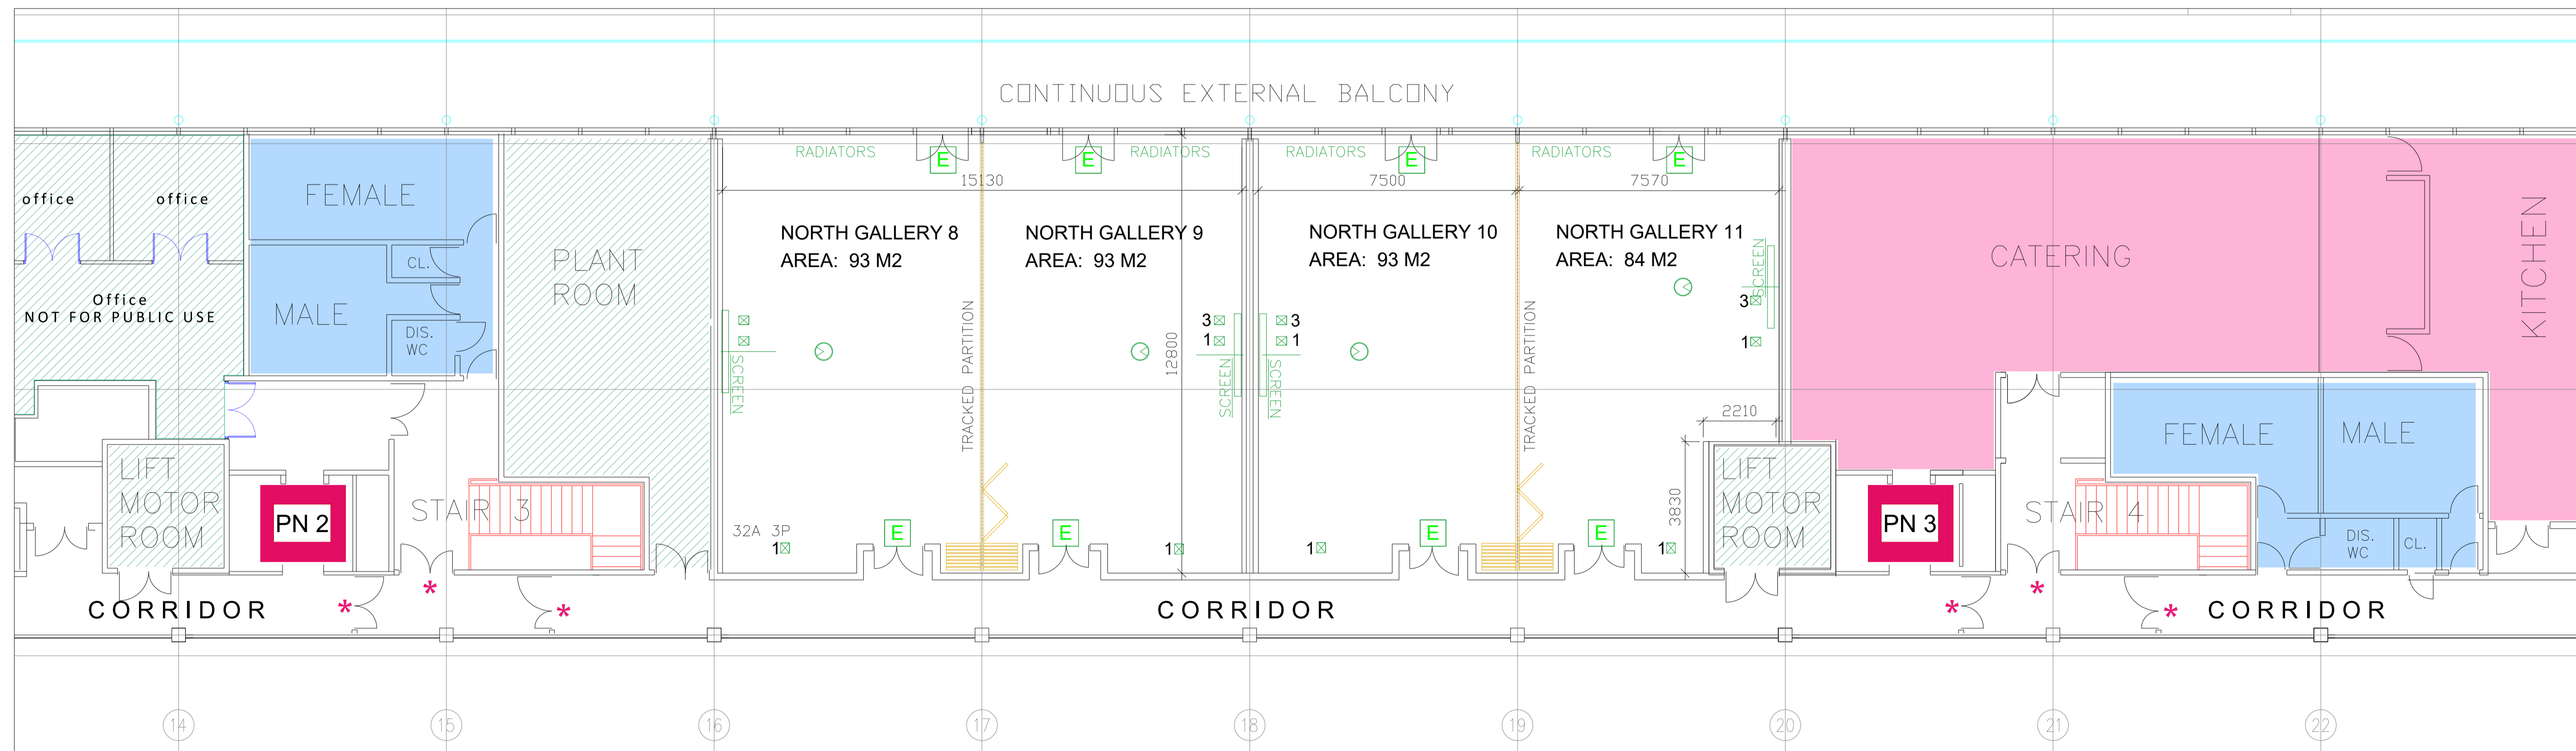 CONTINUOUS EXTERNAL BALCONY
office
office
Office
NOT FOR PUBLIC USE
FEMALE
MALE
CL.
DIS.
WC
PLANT
ROOM
LIFT
MOTOR
ROOM
PN 2
STAIR 3
RADIATORS
E
15130
E
RADIATORS
NORTH GALLERY 8
AREA: 93 M2
NORTH GALLERY 9
AREA: 93 M2
SCREEN
TRACKED PARTITION
3
1
SCREEN
12800
32A 3P
1
E
E
1
RADIATORS
E
RADIATORS
E
7500
7570
NORTH GALLERY 10
AREA: 93 M2
NORTH GALLERY 11
AREA: 84 M2
3
1
SCREEN
TRACKED PARTITION
SCREEN
3
1
2210
3830
1
E
E
1
LIFT
MOTOR
ROOM
PN 3
CATERING
KITCHEN
STAIR 4
FEMALE
MALE
DIS.
WC
CL.
CORRIDOR
*
*
*
CORRIDOR
*
*
*
CORRIDOR
14
15
16
17
18
19
20
21
22